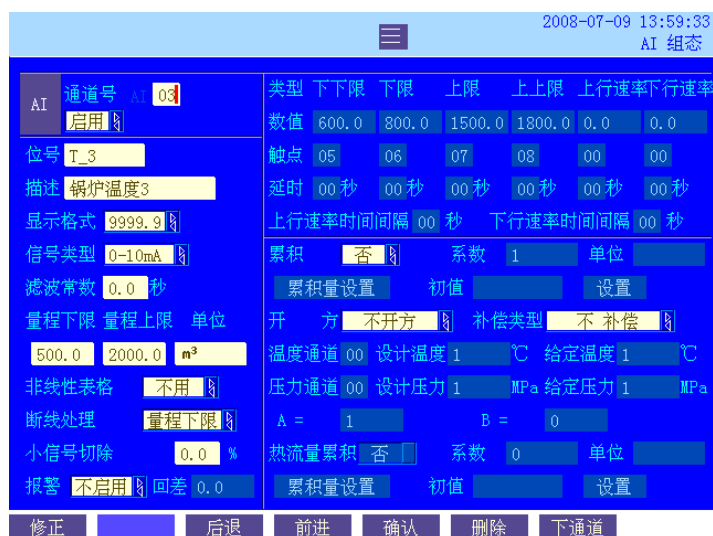 2008-07-09 13:59:33
AI 组态
AI 通道号 AI 03
启用
位号 T_3
描述 锅炉温度3
显示格式 9999.9
信号类型 0-10mA
滤波常数 0.0 秒
量程下限 量程上限 单位
500.0 2000.0 m³
非线性表格 不用
断线处理 量程下限
小信号切除 0.0 %
报警 不启用 回差 0.0
类型 下下限 下限 上限 上上限 上行速率 下行速率
数值 600.0 800.0 1500.0 1800.0 0.0 0.0
触点 05 06 07 08 00 00
延时 00 秒 00 秒 00 秒 00 秒 00 秒 00 秒
上行速率时间间隔 00 秒 下行速率时间间隔 00 秒
累积 否 系数 1 单位
累积量设置 初值 设置
开 方 不开方 补偿类型 不 补偿
温度通道 00 设计温度 1 ℃ 给定温度 1 ℃
压力通道 00 设计压力 1 MPa 给定压力 1 MPa
A = 1 B = 0
热流量累积 否 系数 0 单位
累积量设置 初值 设置
修正 后退 前进 确认 删除 下通道